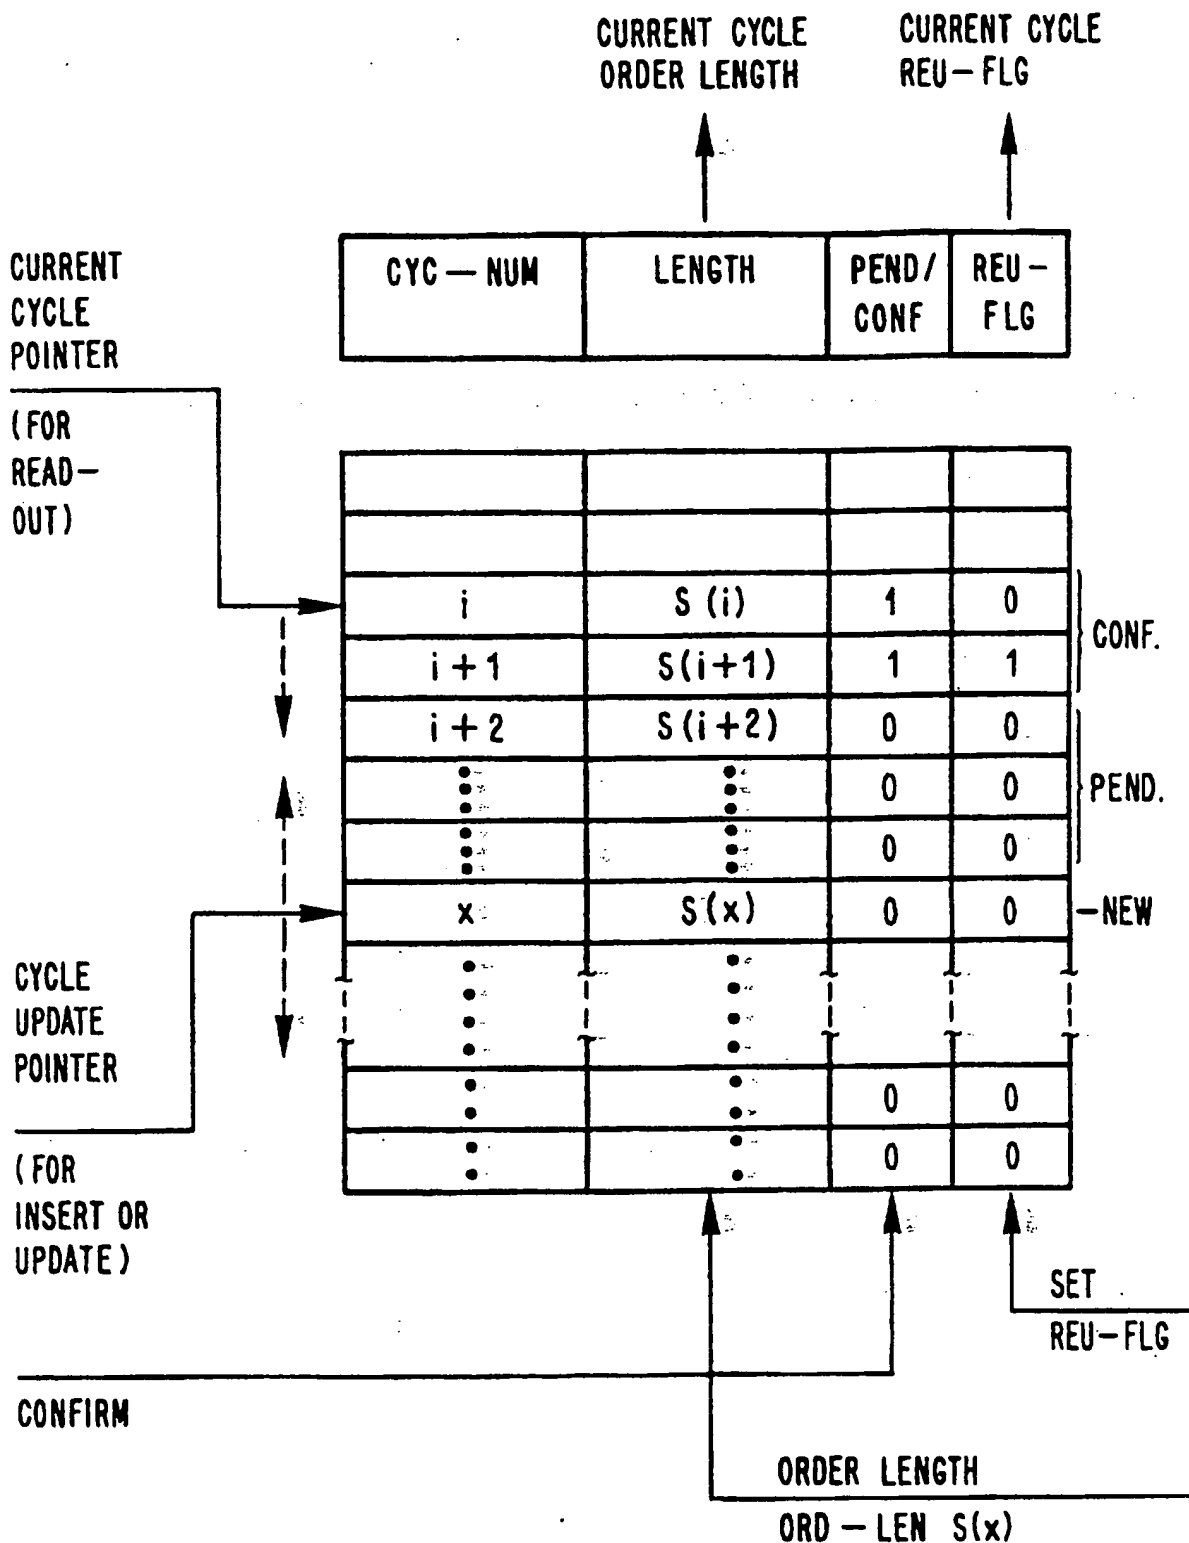 CURRENT CYCLE
ORDER LENGTH
CURRENT CYCLE
REU-FLG
CURRENT
CYCLE
POINTER
(FOR
READ-
OUT)
CYC-NUM LENGTH PEND/ REU-
CONF FLG
i S(i) 1 0
i+1 S(i+1) 1 1
CONF.
i+2 S(i+2) 0 0
0 0
PEND.
0 0
x S(x) 0 0 -NEW
CYCLE
UPDATE
POINTER
(FOR
INSERT OR
UPDATE)
0 0
0 0
SET
REU-FLG
CONFIRM
ORDER LENGTH
ORD-LEN S(x)